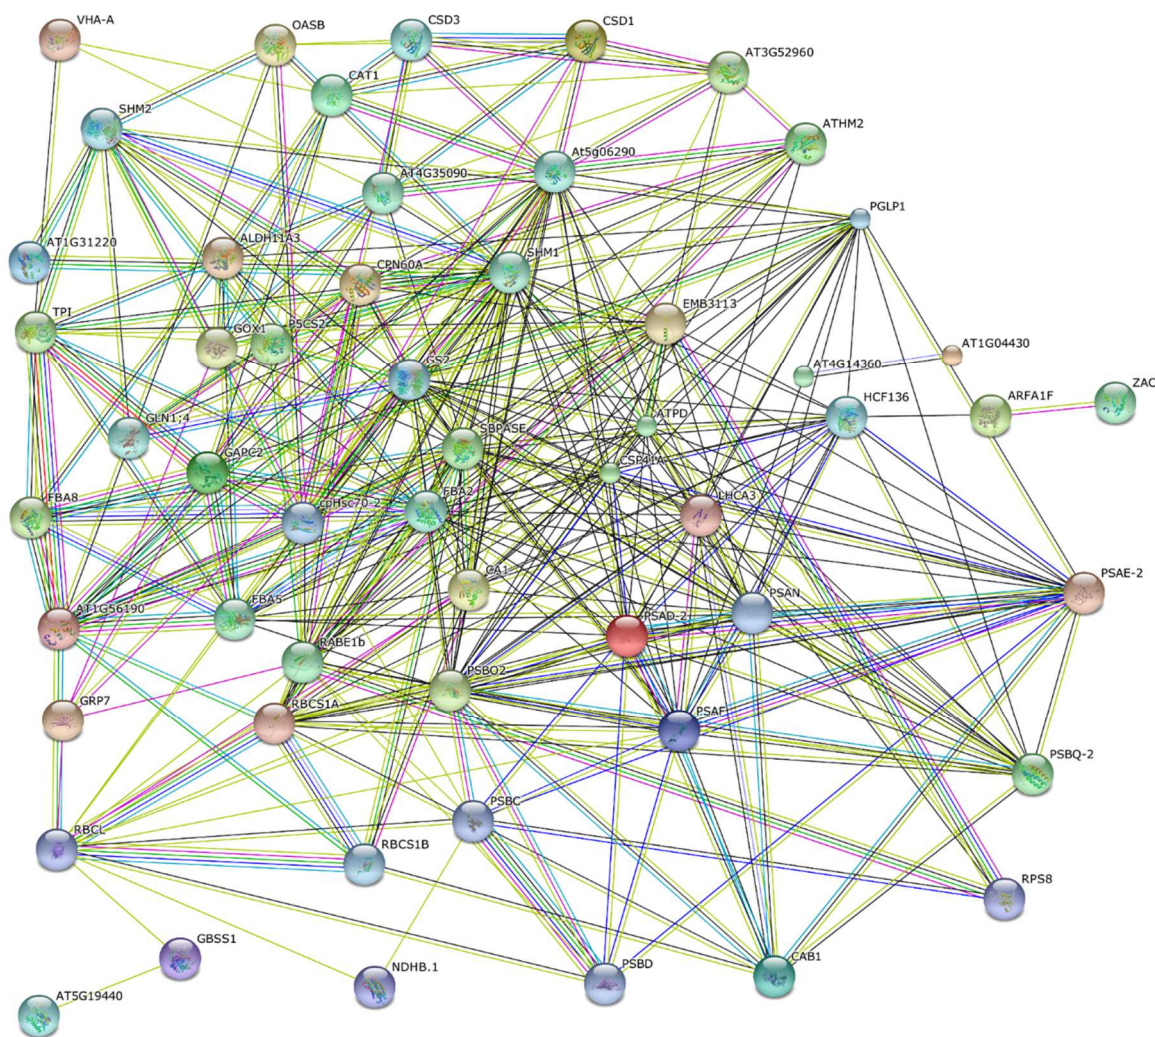 VHA-A
OASB
CSD3
CSD1
AT3G52960
CAT1
SHM2
ATHM2
At5g06290
AT4G35090
PGLP1
AT1G31220
ALDH11A3
CPN60A
SHM1
EMB3113
TPI
GOX1
P5CS2
GS2
AT4G14360
AT1G04430
ARFA1F
ZAC
HCF136
GLN1;4
SBPASE
ATPD
CSP41A
GAPC2
FBA8
cpHsc70-2
FBA2
LHCA3
CA1
PSAE-2
AT1G56190
FBA5
PSAD-2
PSAN
RABE1b
PSBO2
GRP7
RBCS1A
PSAF
PSBQ-2
PSBC
RBCL
RBCS1B
RPS8
GBSS1
NDHB.1
PSBD
CAB1
AT5G19440